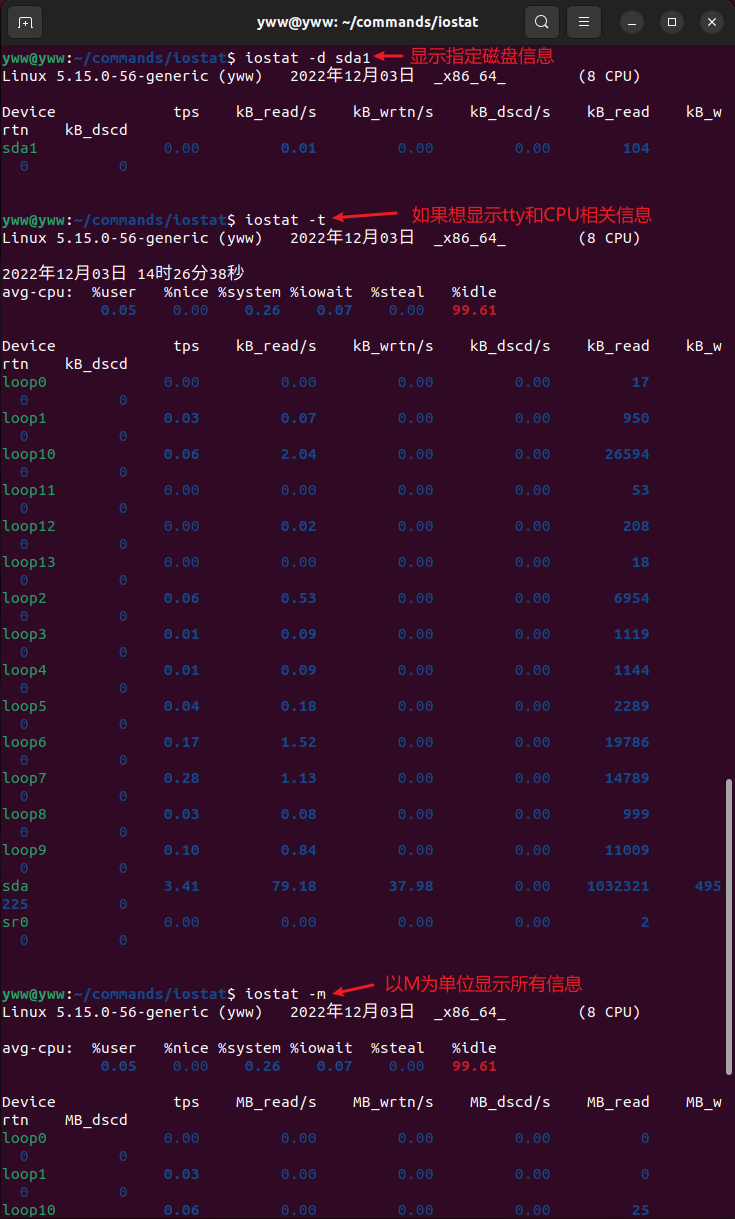 yww@yww: ~/commands/iostat
yww@yww:~/commands/iostat$ iostat -d sda1 显示指定磁盘信息
Linux 5.15.0-56-generic (yww) 2022年12月03日 _x86_64_ (8 CPU)
Device tps kB_read/s kB_wrtn/s kB_dscd/s kB_read kB_w
rtn kB_dscd
sda1 0.00 0.01 0.00 0.00 104
0 0
yww@yww:~/commands/iostat$ iostat -t 如果想显示tty和CPU相关信息
Linux 5.15.0-56-generic (yww) 2022年12月03日 _x86_64_ (8 CPU)
2022年12月03日 14时26分38秒
avg-cpu: %user %nice %system %iowait %steal %idle
0.05 0.00 0.26 0.07 0.00 99.61
Device tps kB_read/s kB_wrtn/s kB_dscd/s kB_read kB_w
rtn kB_dscd
loop0 0.00 0.00 0.00 0.00 17
0 0
loop1 0.03 0.07 0.00 0.00 950
0 0
loop10 0.06 2.04 0.00 0.00 26594
0 0
loop11 0.00 0.00 0.00 0.00 53
0 0
loop12 0.00 0.02 0.00 0.00 208
0 0
loop13 0.00 0.00 0.00 0.00 18
0 0
loop2 0.06 0.53 0.00 0.00 6954
0 0
loop3 0.01 0.09 0.00 0.00 1119
0 0
loop4 0.01 0.09 0.00 0.00 1144
0 0
loop5 0.04 0.18 0.00 0.00 2289
0 0
loop6 0.17 1.52 0.00 0.00 19786
0 0
loop7 0.28 1.13 0.00 0.00 14789
0 0
loop8 0.03 0.08 0.00 0.00 999
0 0
loop9 0.10 0.84 0.00 0.00 11009
0 0
sda 3.41 79.18 37.98 0.00 1032321 495
225 0
sr0 0.00 0.00 0.00 0.00 2
0 0
yww@yww:~/commands/iostat$ iostat -m 以M为单位显示所有信息
Linux 5.15.0-56-generic (yww) 2022年12月03日 _x86_64_ (8 CPU)
avg-cpu: %user %nice %system %iowait %steal %idle
0.05 0.00 0.26 0.07 0.00 99.61
Device tps MB_read/s MB_wrtn/s MB_dscd/s MB_read MB_w
rtn MB_dscd
loop0 0.00 0.00 0.00 0.00 0
0 0
loop1 0.03 0.00 0.00 0.00 0
0 0
loop10 0.06 0.00 0.00 0.00 25